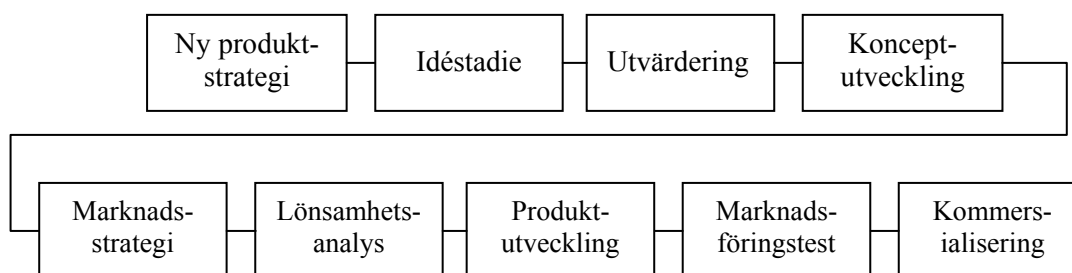 Ny produkt-
strategi
Idéstadie
Utvärdering
Koncept-
utveckling
Marknads-
strategi
Lönsamhets-
analys
Produkt-
utveckling
Marknads-
föringstest
Kommers-
ialisering